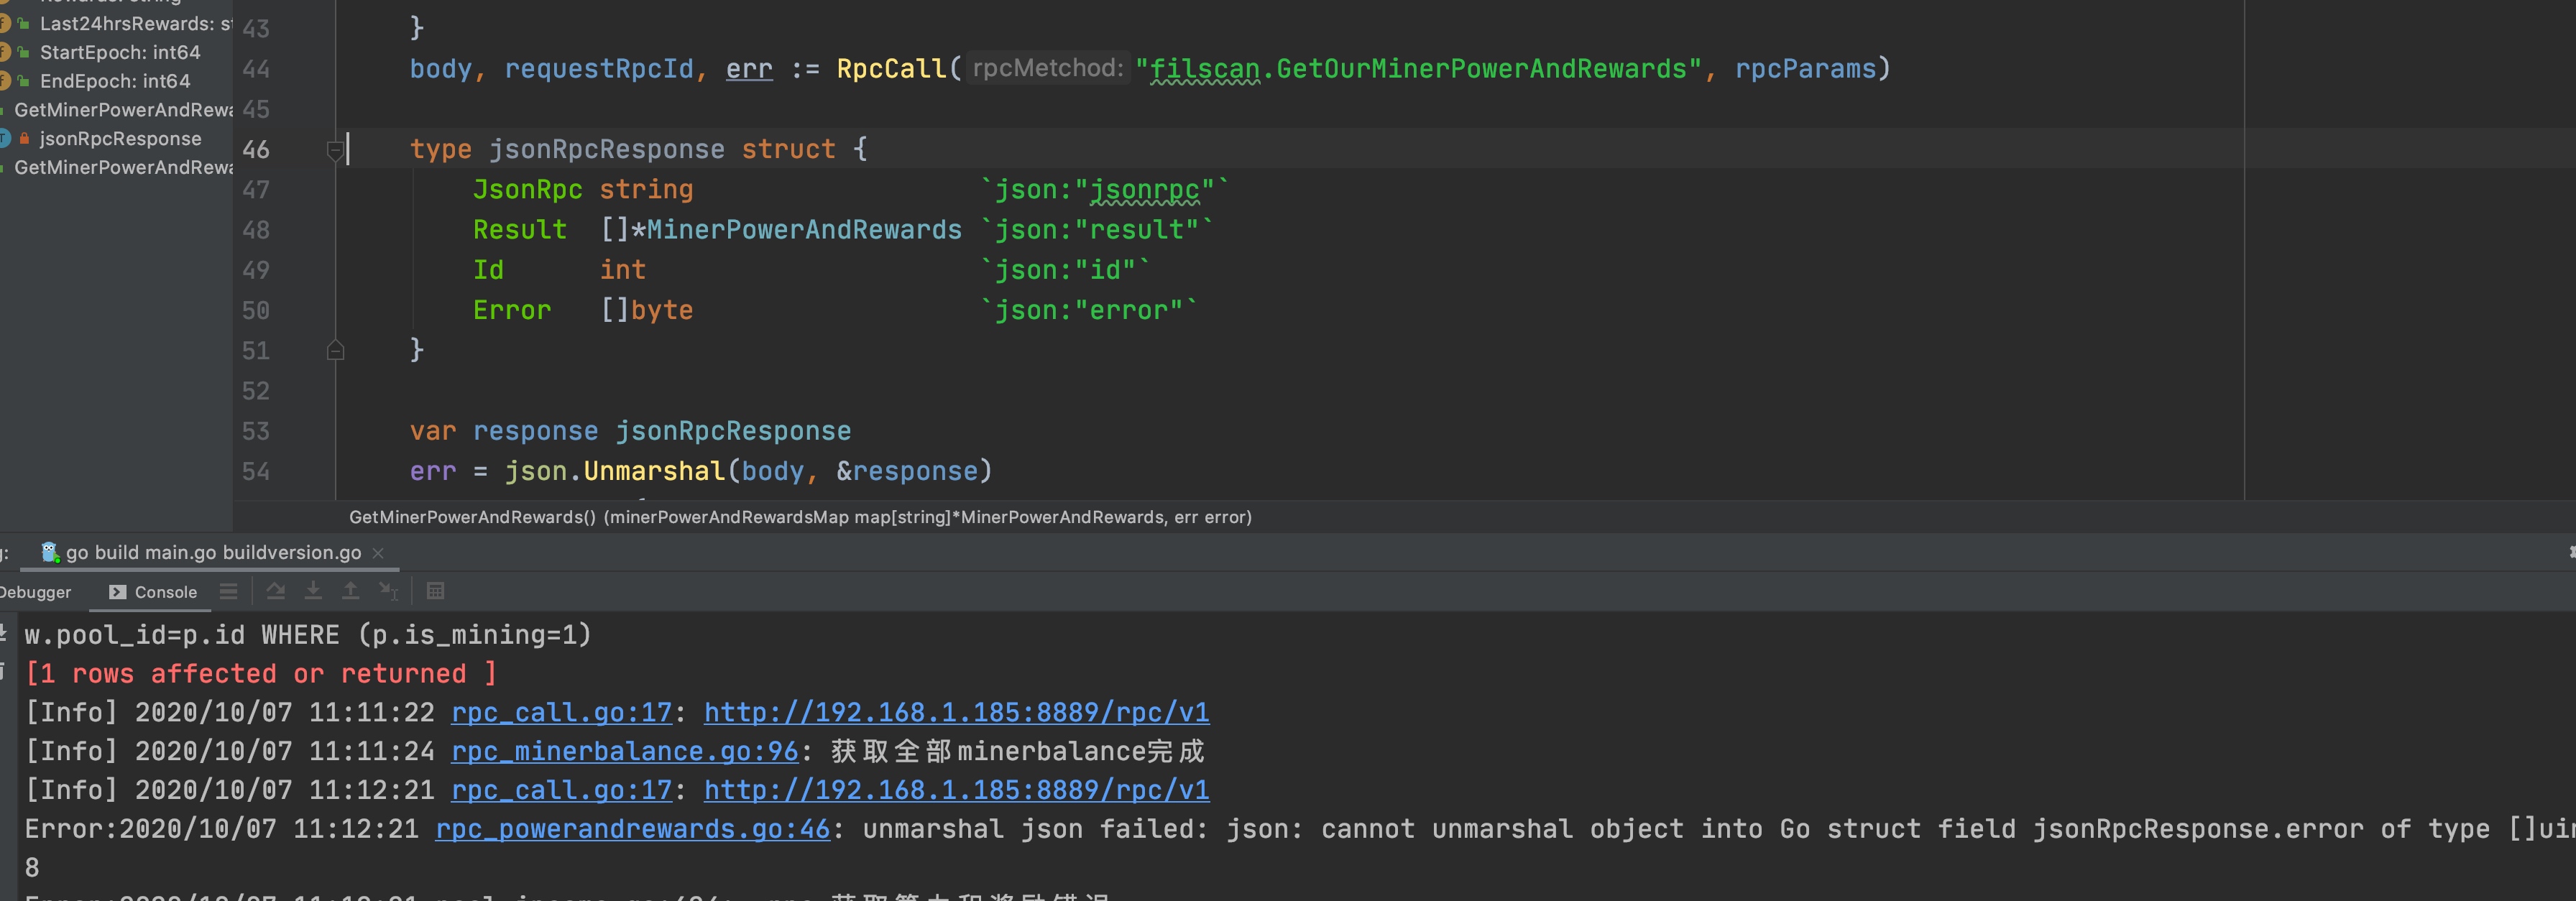 Last24hrsRewards: st
StartEpoch: int64
EndEpoch: int64
GetMinerPowerAndRewa
jsonRpcResponse
GetMinerPowerAndRewa
43 }
44 body, requestRpcId, err := RpcCall( rpcMetchod: "filscan.GetOurMinerPowerAndRewards", rpcParams)
45
46 type jsonRpcResponse struct {
47 JsonRpc string `json:"jsonrpc"`
48 Result []*MinerPowerAndRewards `json:"result"`
49 Id int `json:"id"`
50 Error []byte `json:"error"`
51 }
52
53 var response jsonRpcResponse
54 err = json.Unmarshal(body, &response)
GetMinerPowerAndRewards() (minerPowerAndRewardsMap map[string]*MinerPowerAndRewards, err error)
go build main.go buildversion.go
Debugger Console
w.pool_id=p.id WHERE (p.is_mining=1)
[1 rows affected or returned ]
[Info] 2020/10/07 11:11:22 rpc_call.go:17: http://192.168.1.185:8889/rpc/v1
[Info] 2020/10/07 11:11:24 rpc_minerbalance.go:96: 获取全部minerbalance完成
[Info] 2020/10/07 11:12:21 rpc_call.go:17: http://192.168.1.185:8889/rpc/v1
Error:2020/10/07 11:12:21 rpc_powerandrewards.go:46: unmarshal json failed: json: cannot unmarshal object into Go struct field jsonRpcResponse.error of type []uin
8